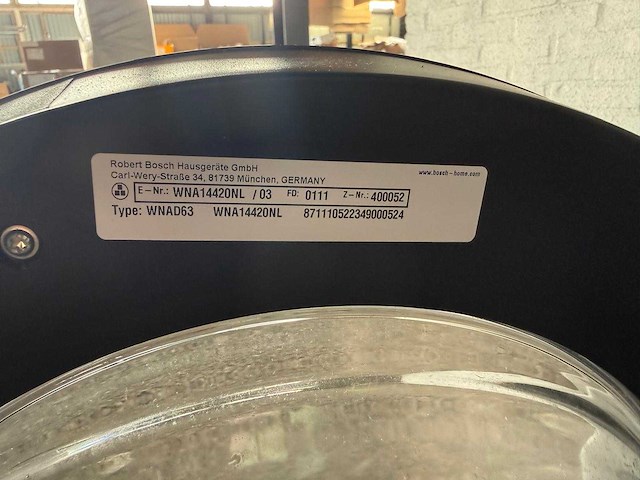 Robert Bosch Hausgeräte GmbH
Carl-Wery-Straße 34, 81739 München, GERMANY
www.bosch-home.com
E-Nr.: WNA14420NL /03 FD: 0111 Z-Nr.: 400052
Type: WNAD63 WNA14420NL 871110522349000524